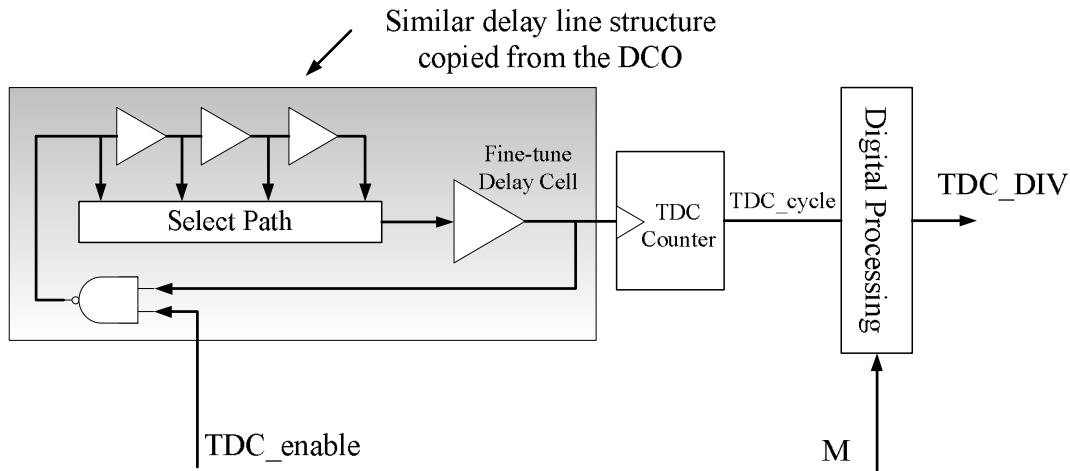 Similar delay line structure
copied from the DCO
Fine-tune
Delay Cell
Select Path
TDC
Counter
TDC_cycle
Digital Processing
TDC_DIV
TDC_enable
M